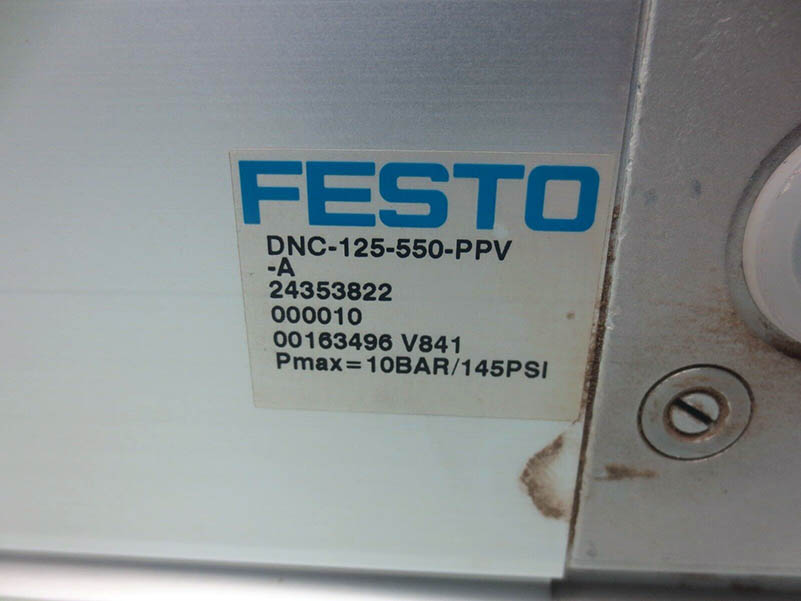 FESTO
DNC-125-550-PPV
-A
24353822
000010
00163496 V841
Pmax=10BAR/145PSI